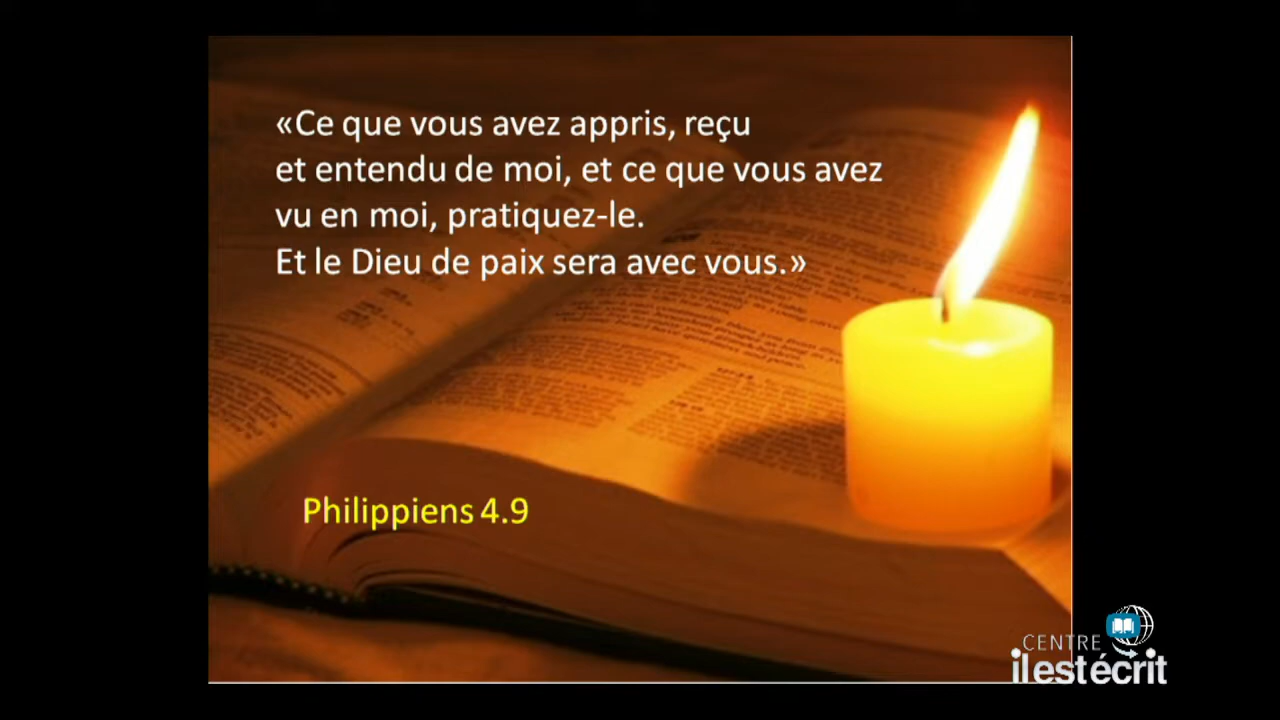 «Ce que vous avez appris, reçu
et entendu de moi, et ce que vous avez
vu en moi, pratiquez-le.
Et le Dieu de paix sera avec vous.»
Philippiens 4.9
CENTRE
ilestécrit